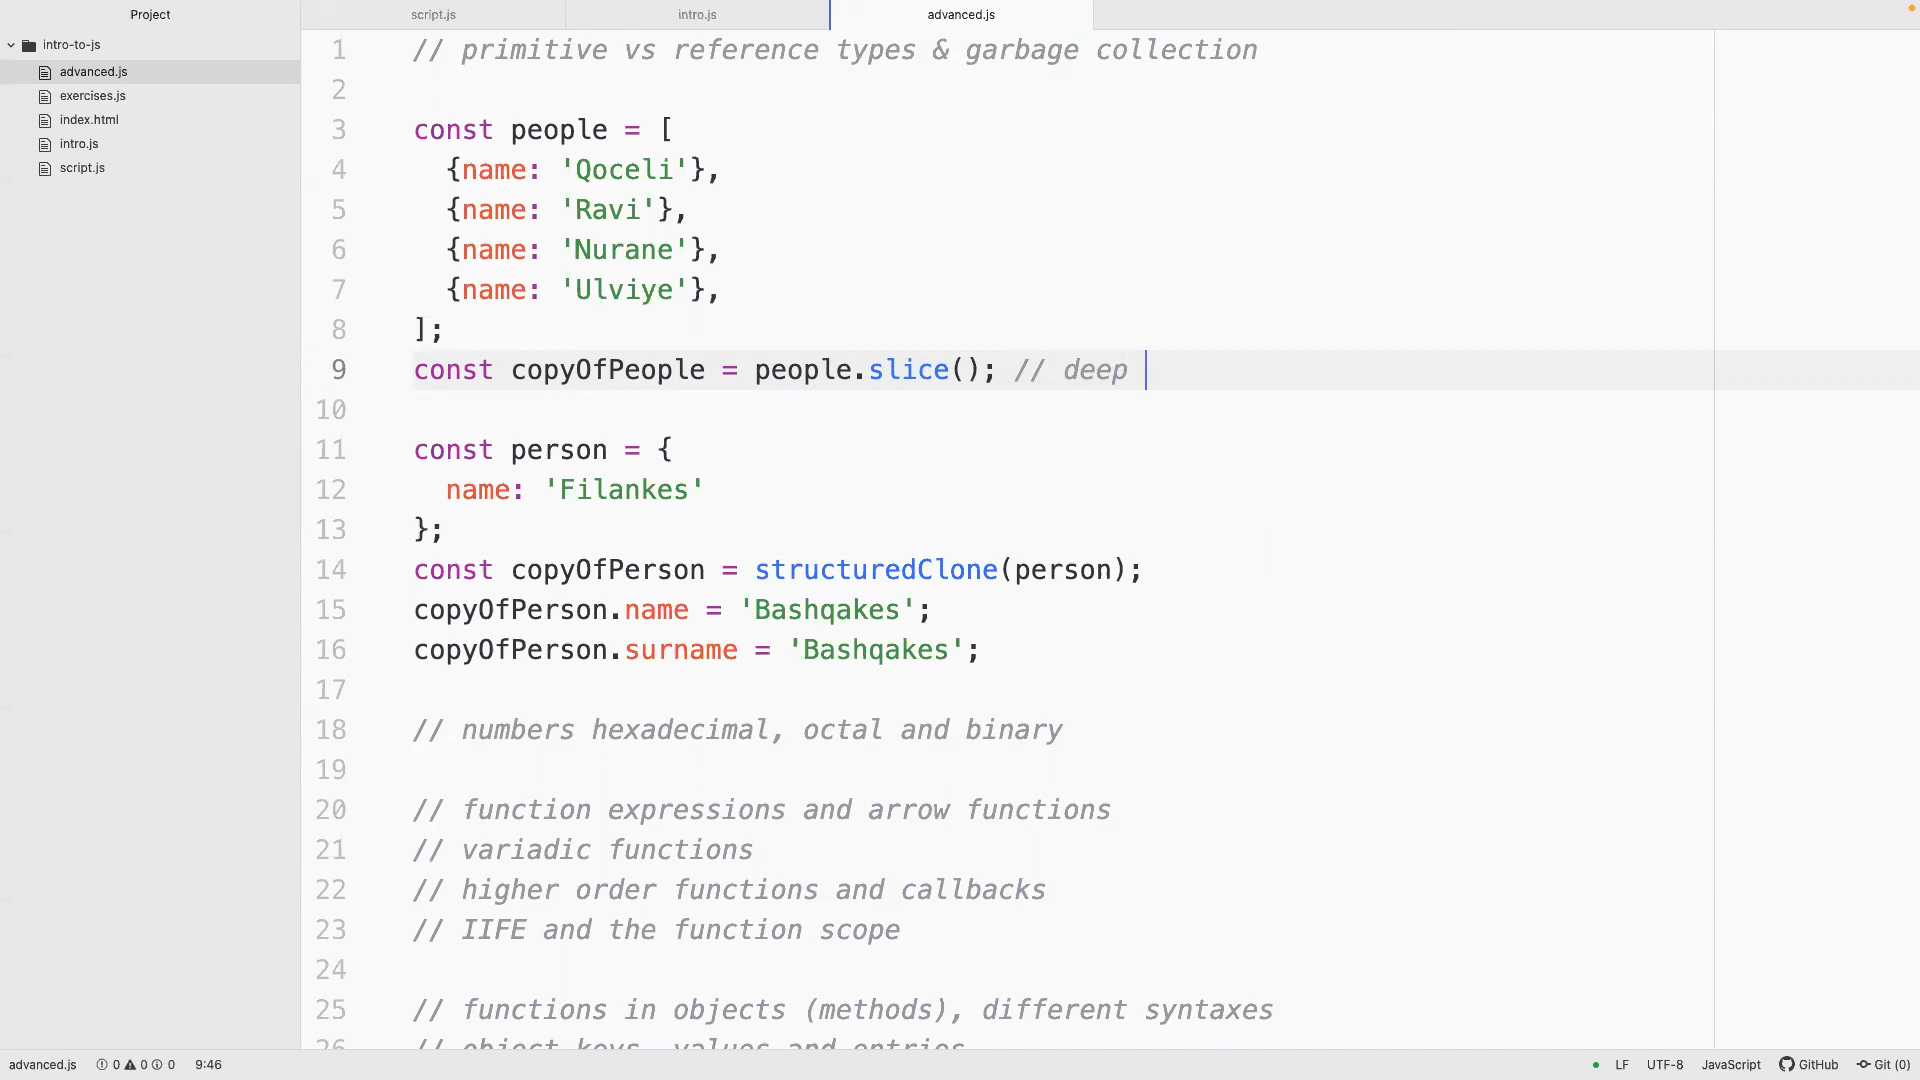 Project
script.js
intro.js
advanced.js
intro-to-js
advanced.js
exercises.js
index.html
intro.js
script.js
1 // primitive vs reference types & garbage collection
2
3 const people = [
4 {name: 'Qoceli'},
5 {name: 'Ravi'},
6 {name: 'Nurane'},
7 {name: 'Ulviye'},
8 ];
9 const copyOfPeople = people.slice(); // deep
10
11 const person = {
12 name: 'Filankes'
13 };
14 const copyOfPerson = structuredClone(person);
15 copyOfPerson.name = 'Bashqakes';
16 copyOfPerson.surname = 'Bashqakes';
17
18 // numbers hexadecimal, octal and binary
19
20 // function expressions and arrow functions
21 // variadic functions
22 // higher order functions and callbacks
23 // IIFE and the function scope
24
25 // functions in objects (methods), different syntaxes
26 // object keys, values and entries
advanced.js 0 0 0 9:46 LF UTF-8 JavaScript GitHub Git (0)